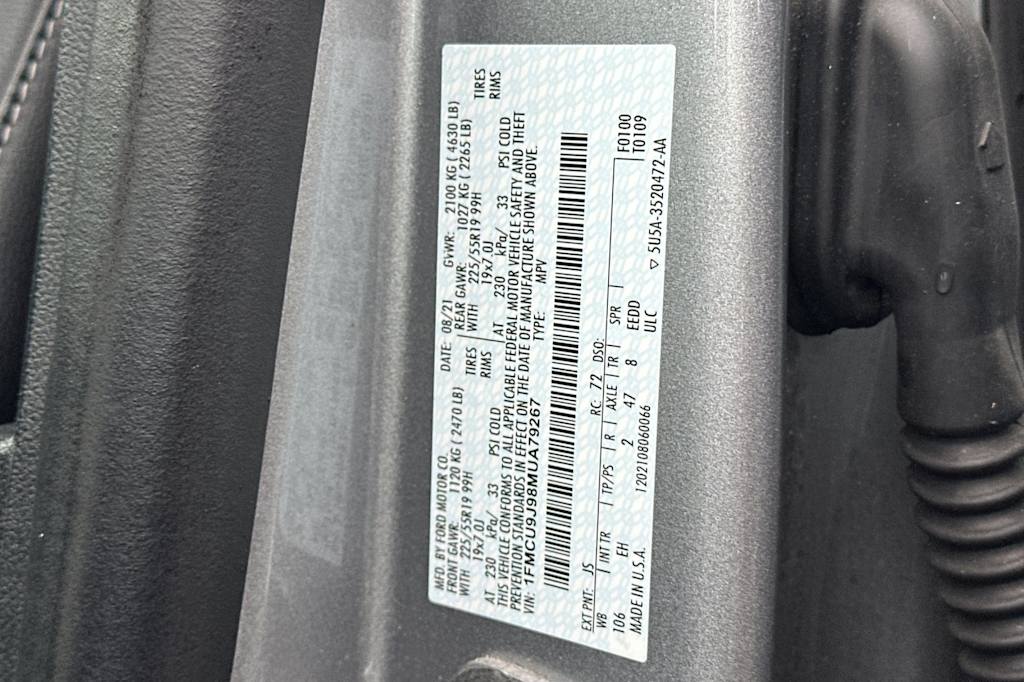 MFD. BY FORD MOTOR CO.
DATE: 08/21 GVWR: 2100 KG ( 4630 LB)
FRONT GAWR: 1120 KG ( 2470 LB)
REAR GAWR: 1027 KG ( 2265 LB)
WITH 225/55R19 99H TIRES
WITH 225/55R19 99H TIRES
19x7.0J RIMS
19x7.0J RIMS
AT 230 kPa/ 33 PSI COLD
AT 230 kPa/ 33 PSI COLD
THIS VEHICLE CONFORMS TO ALL APPLICABLE FEDERAL MOTOR VEHICLE SAFETY AND THEFT
PREVENTION STANDARDS IN EFFECT ON THE DATE OF MANUFACTURE SHOWN ABOVE.
VIN: 1FMCU9J98MUA79267 TYPE: MPV
EXT PNT: JS RC: 72 DSO: F0100
WB INT TR TP/PS R AXLE TR SPR T0109
106 EH 2 47 8 EEDD
MADE IN U.S.A. 120210806006​6 ULC ▽ 5U5A-3520472-AA